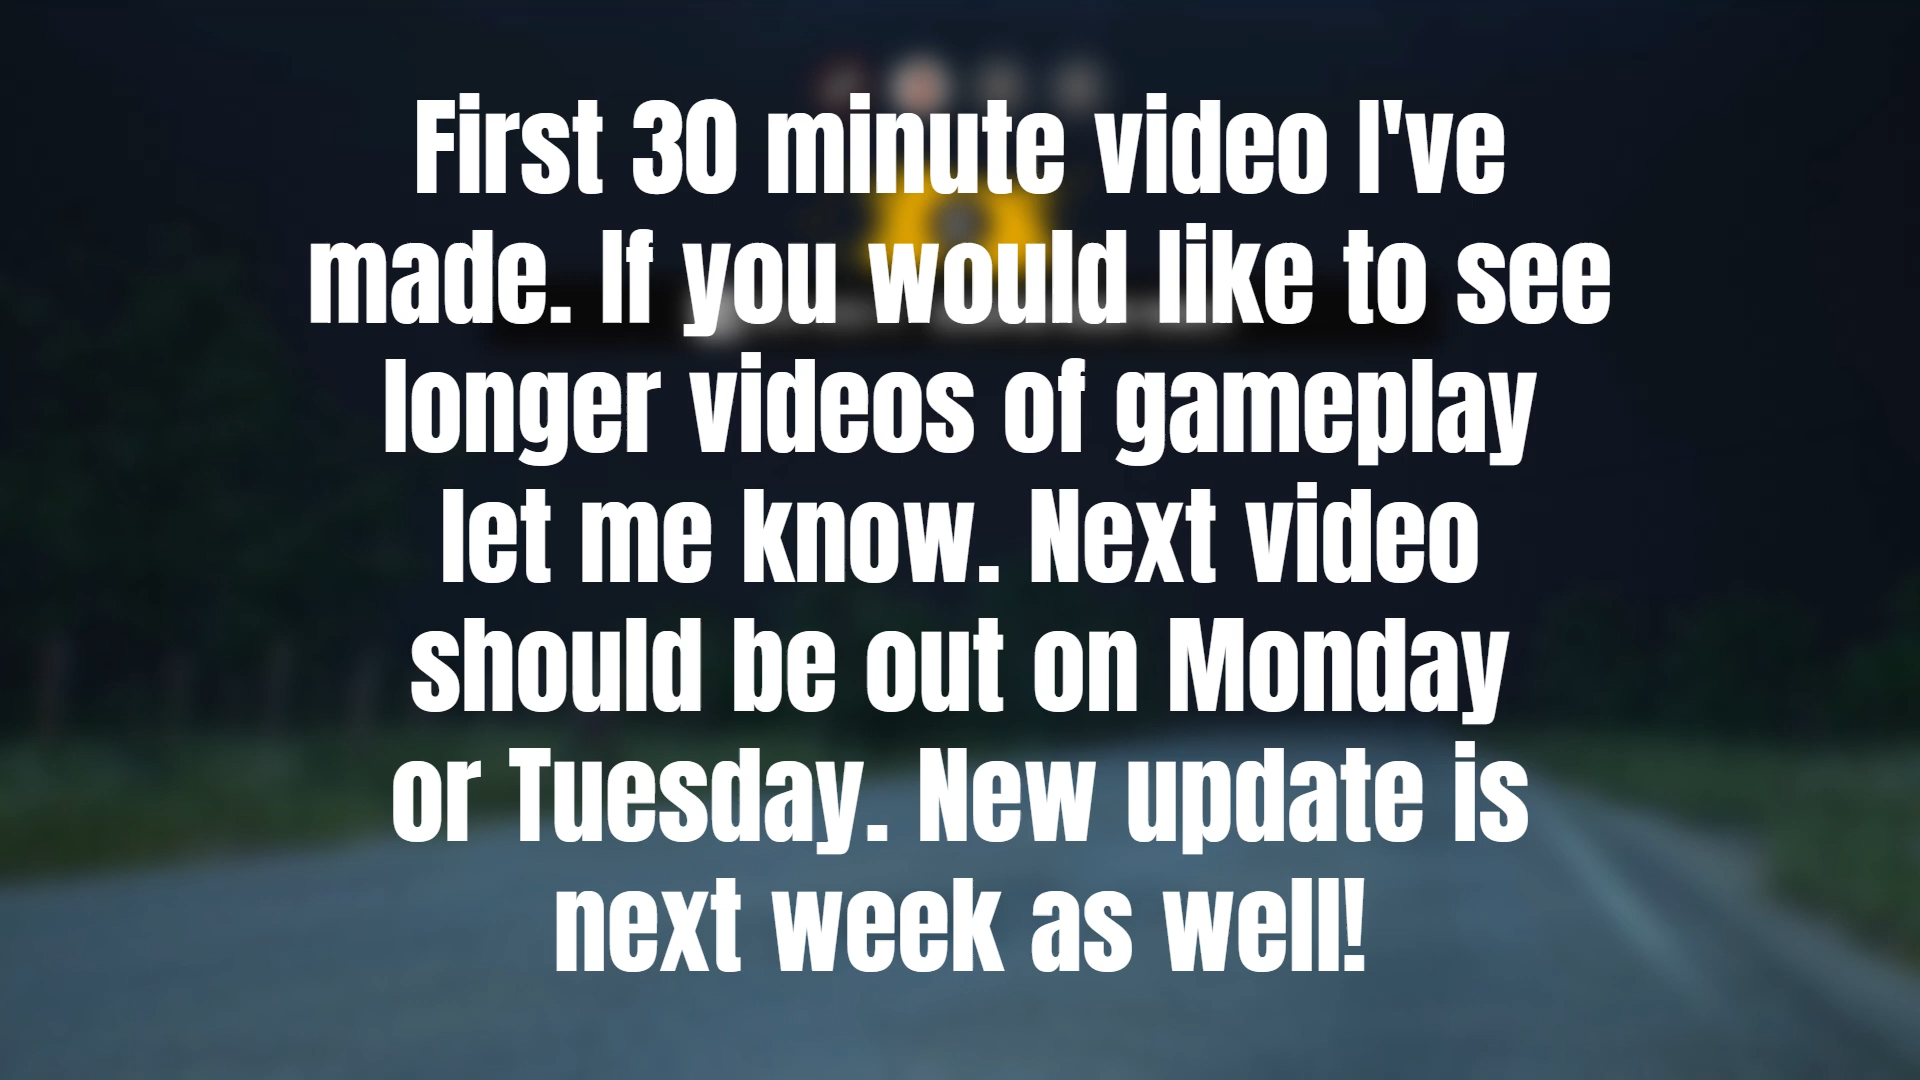 First 30 minute video I've
made. If you would like to see
longer videos of gameplay
let me know. Next video
should be out on Monday
or Tuesday. New update is
next week as well!